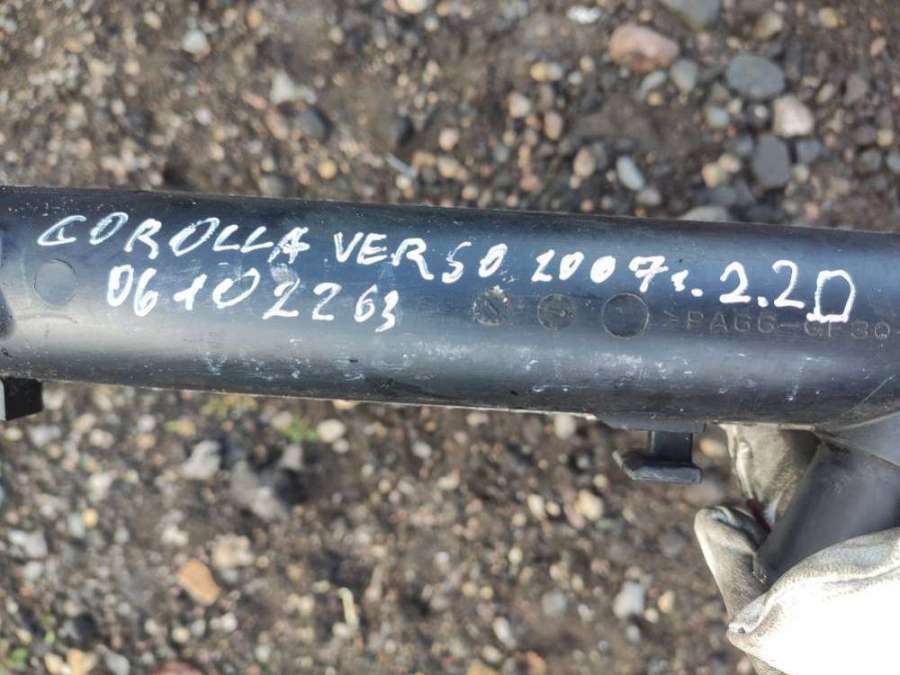 COROLLA VERSO 2007г. 2.2D
06102263
>PA66-GF30